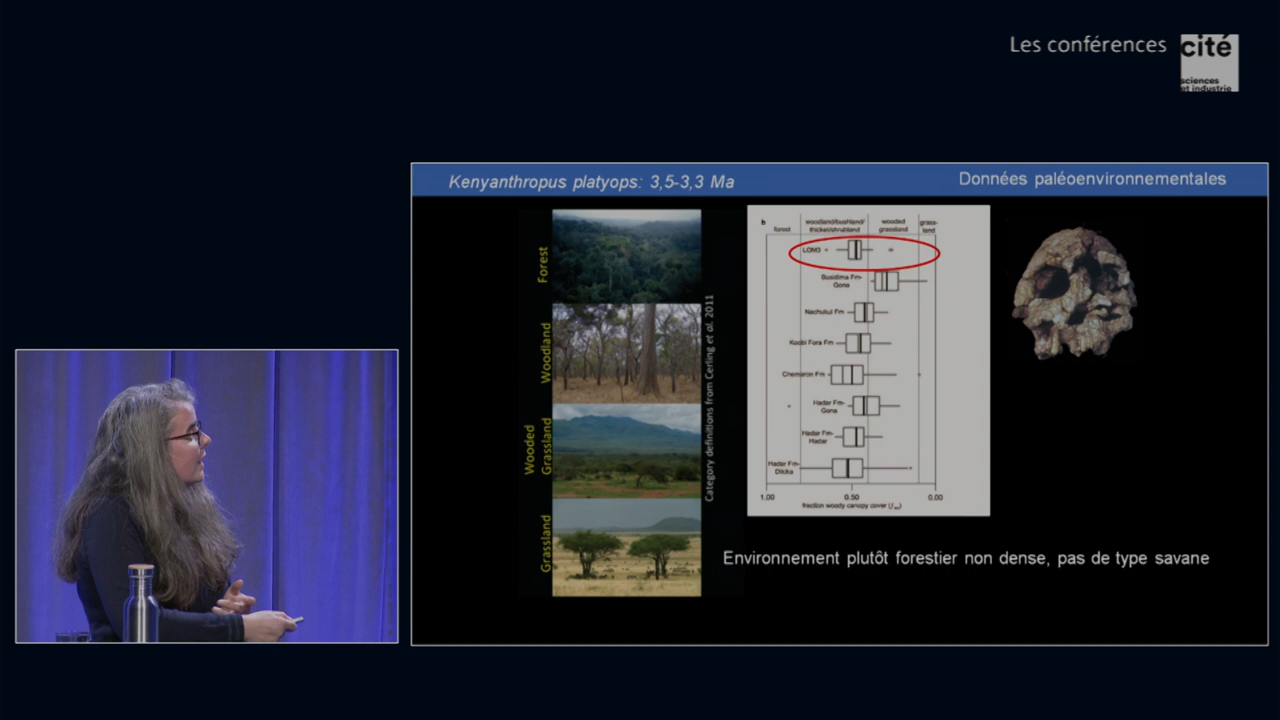 Les conférences
cité
sciences
et industrie
Kenyanthropus platyops: 3,5-3,3 Ma
Données paléoenvironnementales
Forest
Woodland
Wooded
Grassland
Grassland
Category definitions from Cerling et al. 2011
b
forest
woodland/bushland/
thicket/shrubland
wooded
grassland
grass-
land
LOMO
Busidima Fm-
Gona
Nachukui Fm
Koobi Fora Fm
Chemeron Fm
Hadar Fm-
Gona
Hadar Fm-
Hadar
Hadar Fm-
Dikika
1.00
0.50
0.00
fraction woody canopy cover
Environnement plutôt forestier non dense, pas de type savane